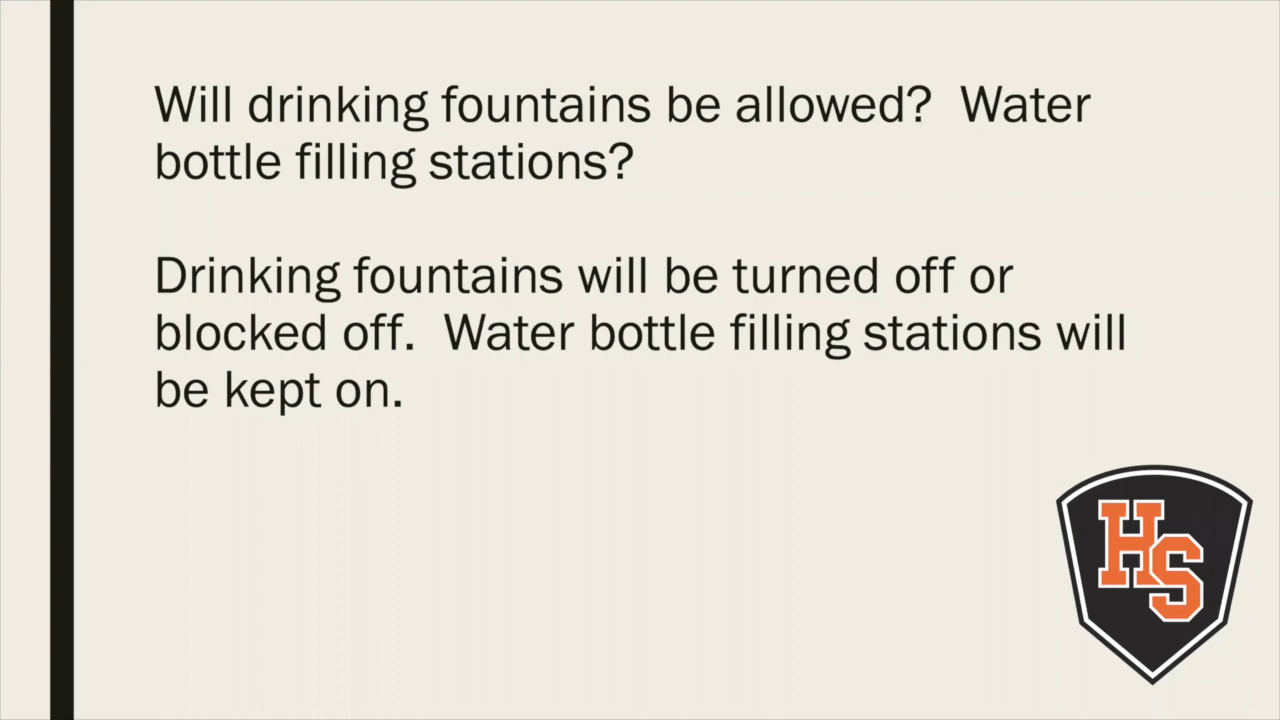 Will drinking fountains be allowed?  Water
bottle filling stations?
Drinking fountains will be turned off or
blocked off.  Water bottle filling stations will
be kept on.
HS